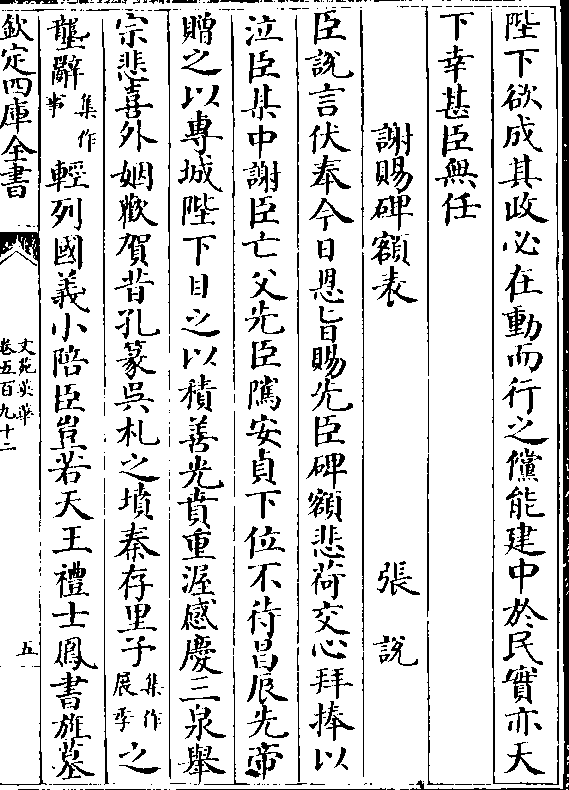 陛下欲成其政必在動而行之儻能建中於民實亦天
下幸甚臣無任
謝賜碑額表　張說
臣說言伏奉今日恩旨賜先臣碑額悲荷交心拜捧以
泣臣某中謝臣亡父先臣隲安貞下位不待昌辰先帝
贈之以專城陛下目之以積善光賁重渥感慶三泉舉
宗悲喜外姻歡賀昔孔篆吳札之墳秦存里子集作展季之
壟辭集作事輕列國義小陪臣豈若天王禮士鳳書旌墓
欽定四庫全書
文苑英華
卷五百九十二
五